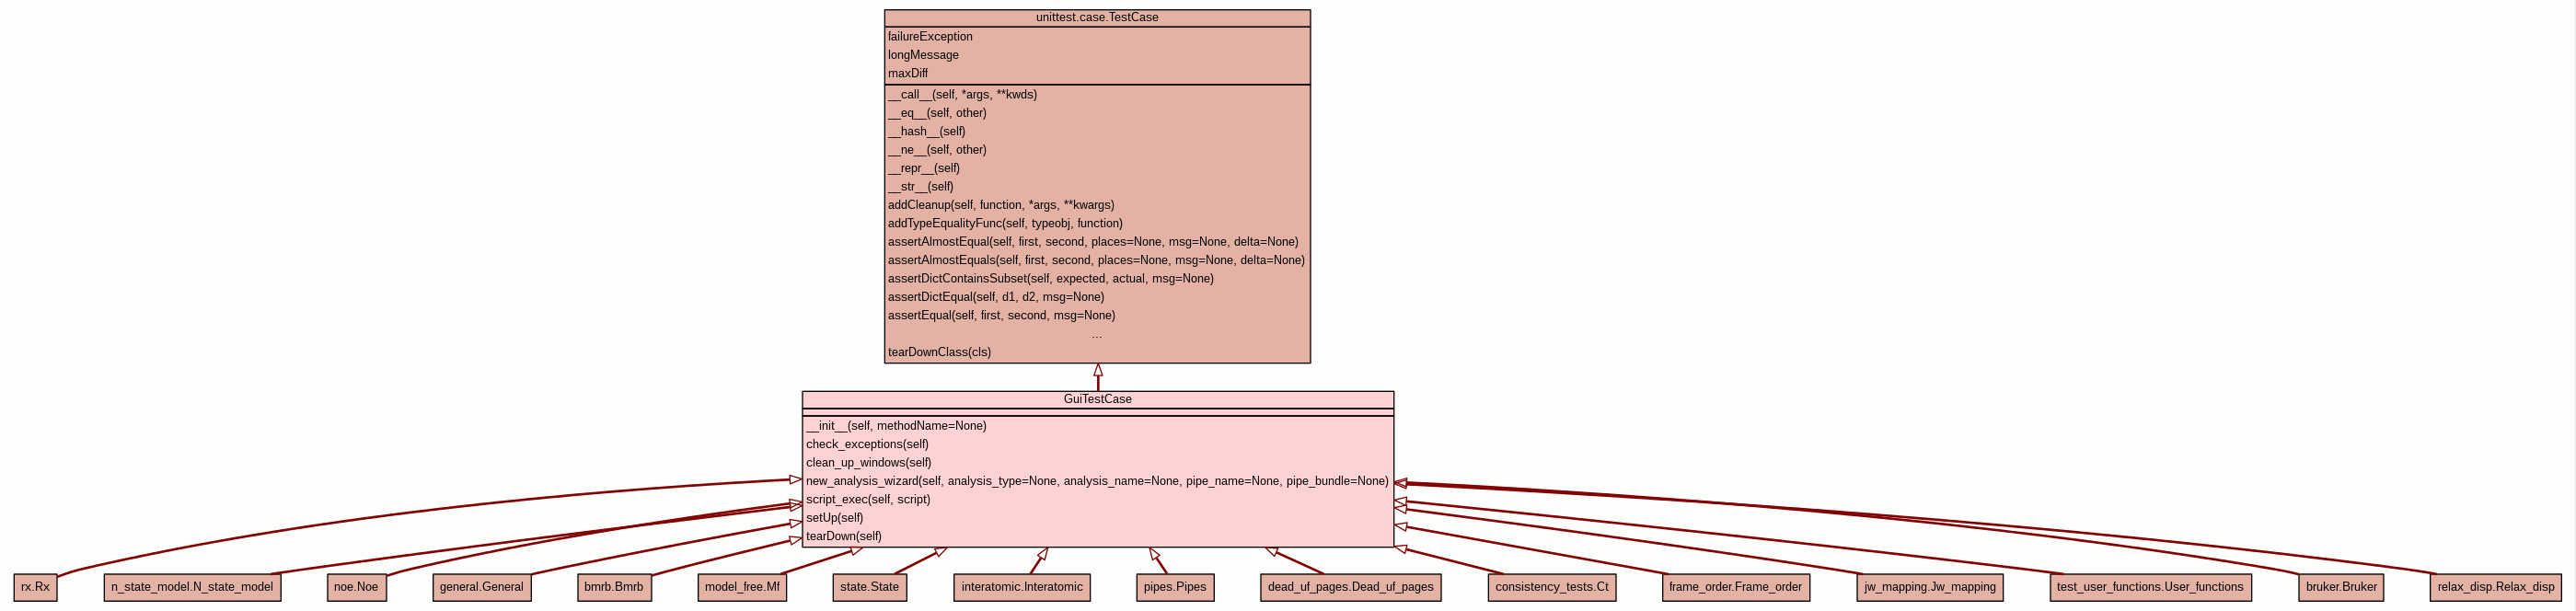 unittest.case.TestCase
failureException
longMessage
maxDiff
__call__(self, *args, **kwds)
__eq__(self, other)
__hash__(self)
__ne__(self, other)
__repr__(self)
__str__(self)
addCleanup(self, function, *args, **kwargs)
addTypeEqualityFunc(self, typeobj, function)
assertAlmostEqual(self, first, second, places=None, msg=None, delta=None)
assertAlmostEquals(self, first, second, places=None, msg=None, delta=None)
assertDictContainsSubset(self, expected, actual, msg=None)
assertDictEqual(self, d1, d2, msg=None)
assertEqual(self, first, second, msg=None)
...
tearDownClass(cls)
GuiTestCase
__init__(self, methodName=None)
check_exceptions(self)
clean_up_windows(self)
new_analysis_wizard(self, analysis_type=None, analysis_name=None, pipe_name=None, pipe_bundle=None)
script_exec(self, script)
setUp(self)
tearDown(self)
rx.Rx
n_state_model.N_state_model
noe.Noe
general.General
bmrb.Bmrb
model_free.Mf
state.State
interatomic.Interatomic
pipes.Pipes
dead_uf_pages.Dead_uf_pages
consistency_tests.Ct
frame_order.Frame_order
jw_mapping.Jw_mapping
test_user_functions.User_functions
bruker.Bruker
relax_disp.Relax_disp